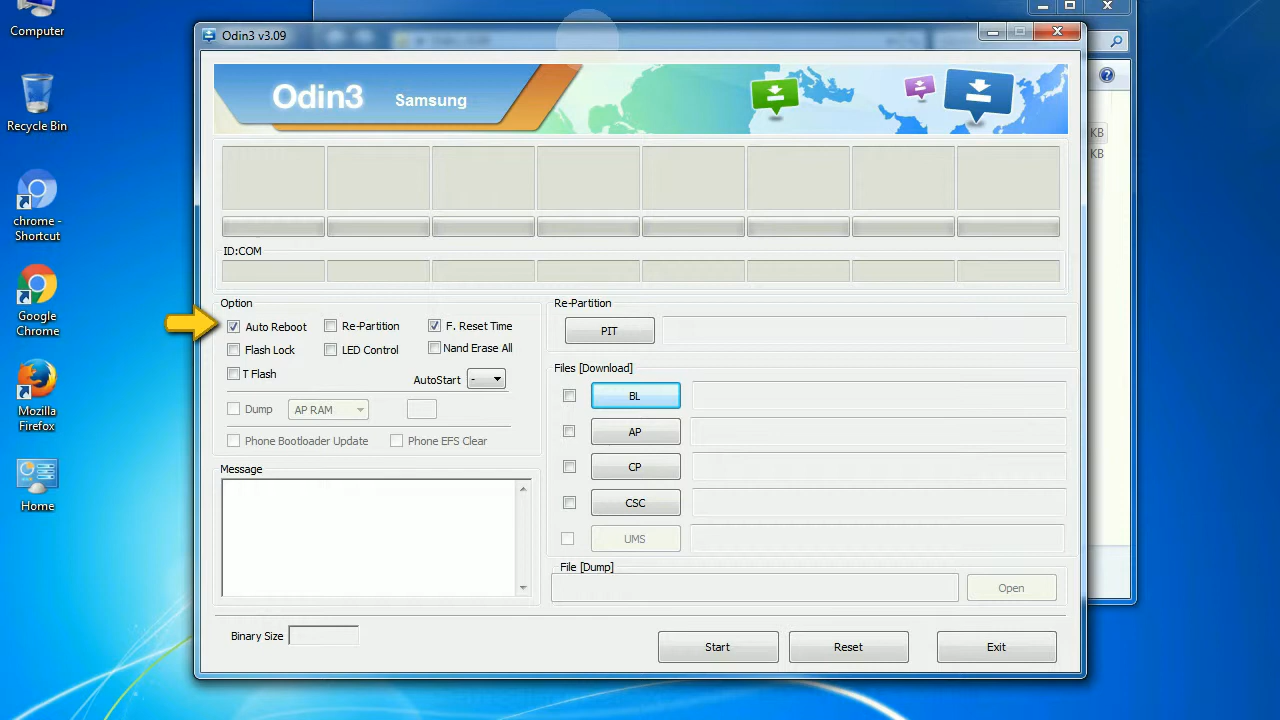 Computer
Recycle Bin
chrome -
Shortcut
Google
Chrome
Mozilla
Firefox
Home
Odin3 v3.09
Odin3 Samsung
ID:COM
Option
Auto Reboot Re-Partition F. Reset Time
Flash Lock LED Control Nand Erase All
T Flash
AutoStart -
Dump AP RAM
Phone Bootloader Update Phone EFS Clear
Message
Re-Partition
PIT
Files [Download]
BL
AP
CP
CSC
UMS
File [Dump]
Open
Binary Size
Start Reset Exit
KB
KB